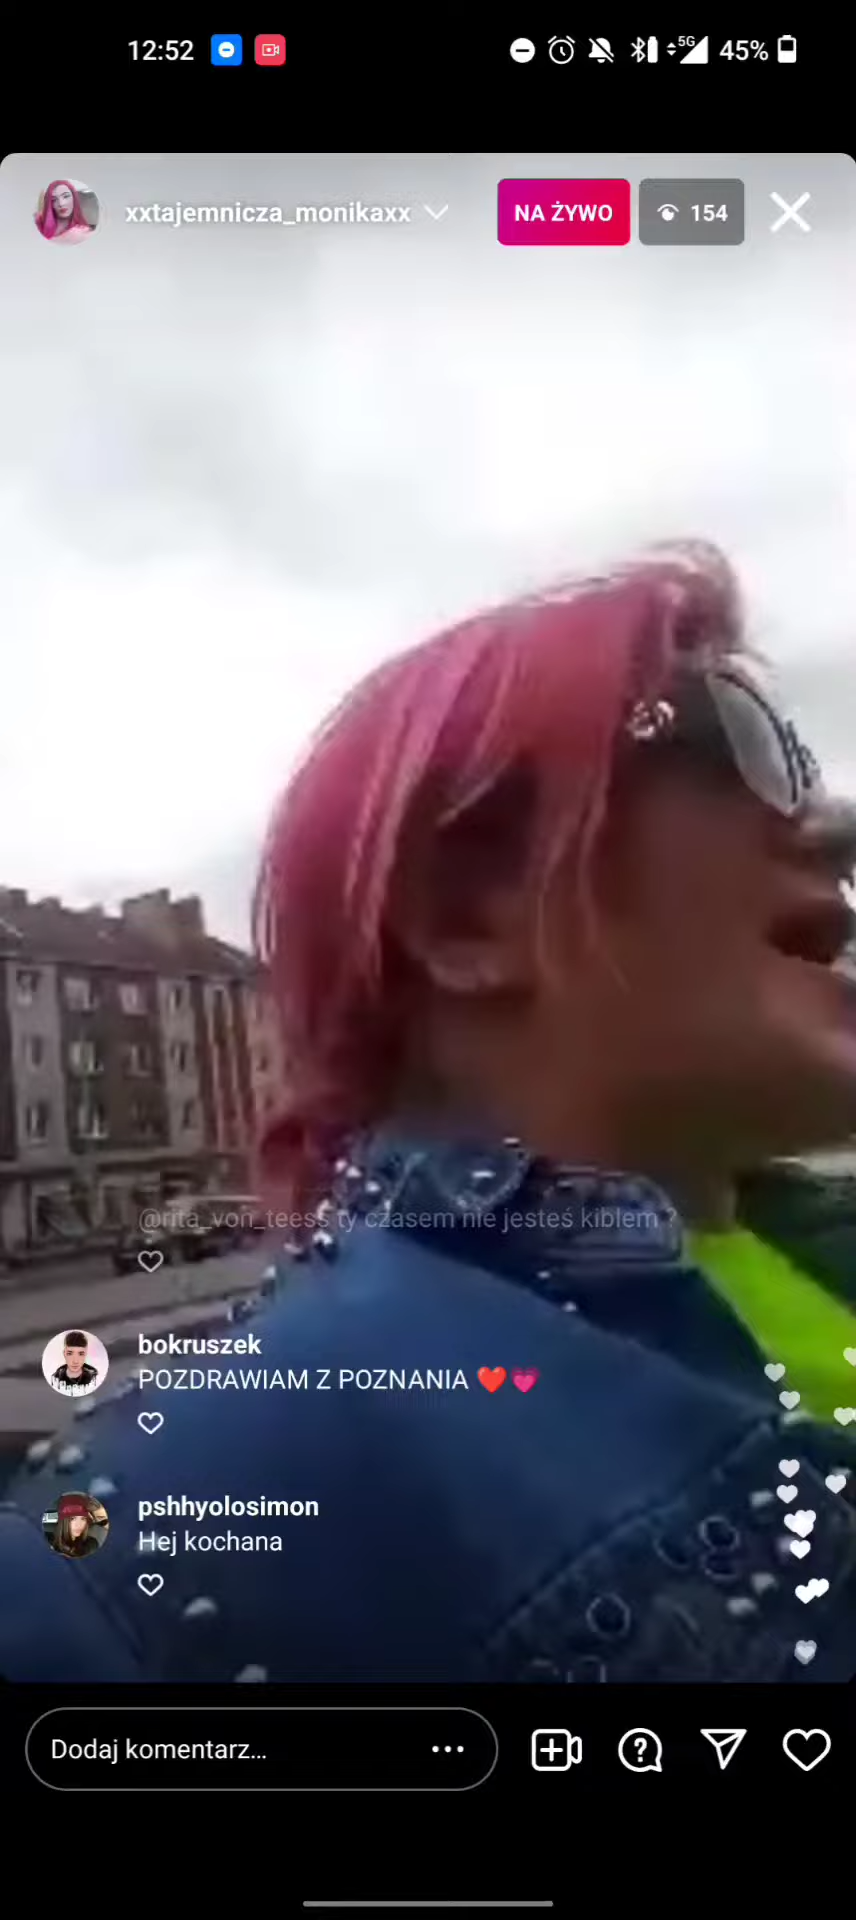 12:52
5G
45%
xxtajemnicza_monikaxx
NA ŻYWO
154
@rita_von_teess ty czasem nie jesteś kiblem ?
bokruszek
POZDRAWIAM Z POZNANIA ❤️💗
pshhyolosimon
Hej kochana
Dodaj komentarz...